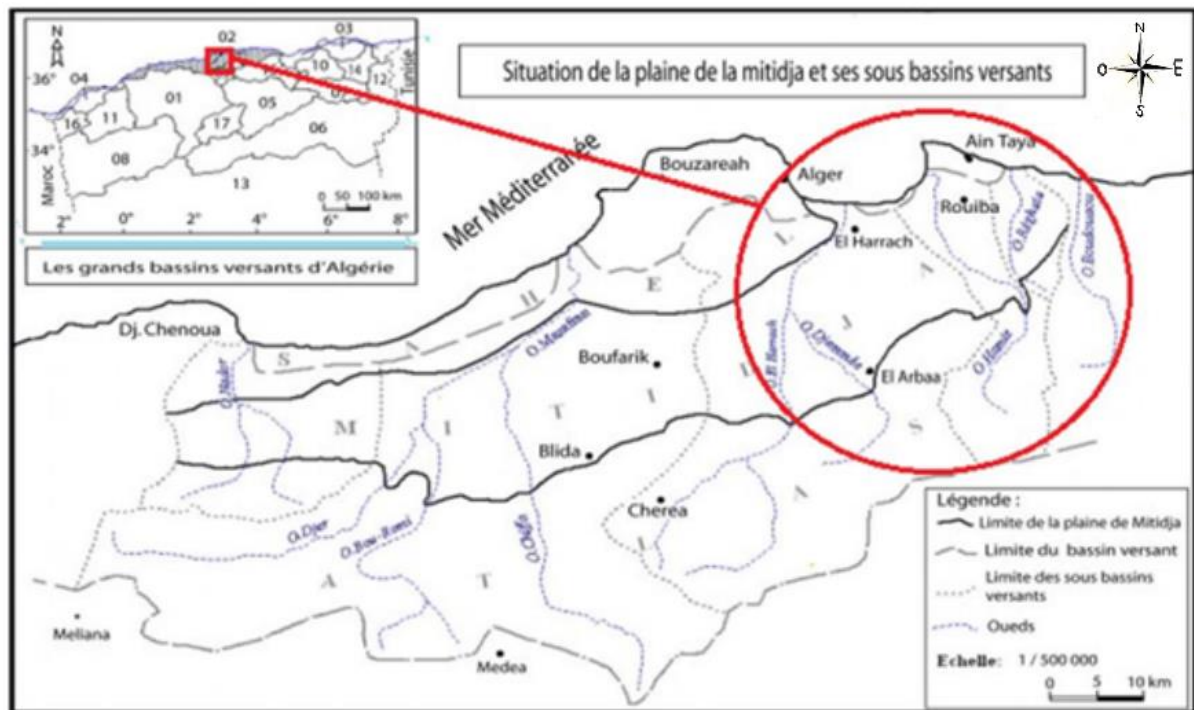 N
02
03
36°
04
10
14
12
Tunisie
01
05
07
16
11
17
06
34°
08
13
Maroc
0 50 100 km
2° 0° 2° 4° 6° 8°
Les grands bassins versants d'Algérie
Situation de la plaine de la mitidja et ses sous bassins versants
N
O
E
S
Mer Méditerranée
Bouzareah
Alger
Ain Taya
Rouiba
O.Réghaia
O.Boudouaou
El Harrach
Dj. Chenoua
S A H E L
O.Nador
O.Mazafran
Boufarik
O.El Harrach
O.Djemmaa
El Arbaa
O.Hamiz
M I T I J
Blida
Cherea
O.Djer
O.Bou-Romi
O.Chiffa
A T
S
Meliana
Medea
Légende :
Limite de la plaine de Mitidja
Limite du bassin versant
Limite des sous bassins
versants
Oueds
Echelle: 1 / 500 000
0 5 10 km